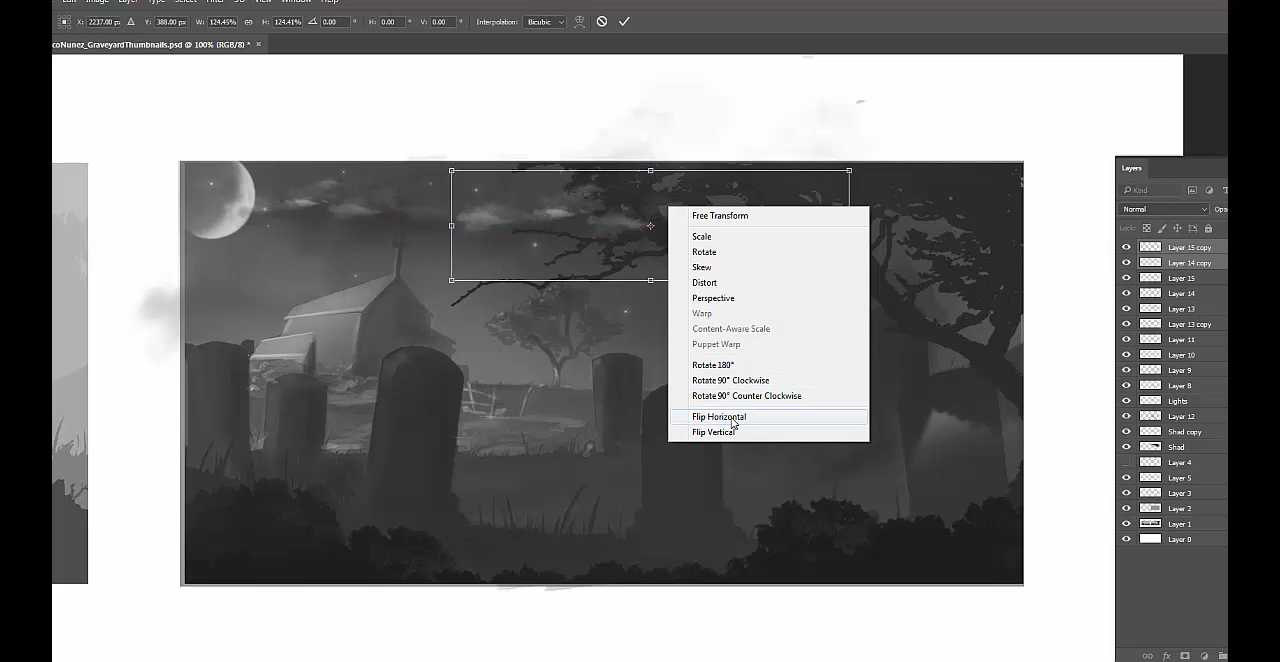 Edit Image Layer Type Select Filter 3D View Window Help
X: 2237.00 px Y: 388.00 px W: 124.45% H: 124.41% 0.00 ° H: 0.00 ° V: 0.00 ° Interpolation: Bicubic
coNunez_GraveyardThumbnails.psd @ 100% (RGB/8) * ×
Layers
Kind
Normal Opa
Lock:
Free Transform
Scale
Rotate
Skew
Distort
Perspective
Warp
Content-Aware Scale
Puppet Warp
Rotate 180°
Rotate 90° Clockwise
Rotate 90° Counter Clockwise
Flip Horizontal
Flip Vertical
Layer 15 copy
Layer 14 copy
Layer 15
Layer 14
Layer 13
Layer 13 copy
Layer 11
Layer 10
Layer 9
Layer 8
Lights
Layer 12
Shad copy
Shad
Layer 4
Layer 5
Layer 3
Layer 2
Layer 1
Layer 0
fx